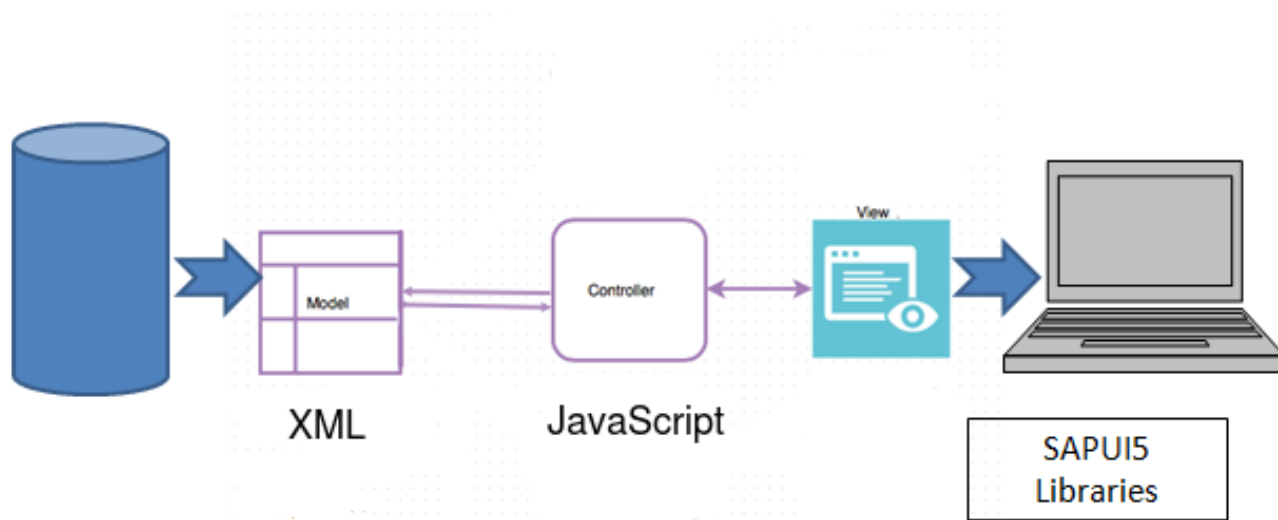 View
Model
Controller
XML
JavaScript
SAPUI5
Libraries